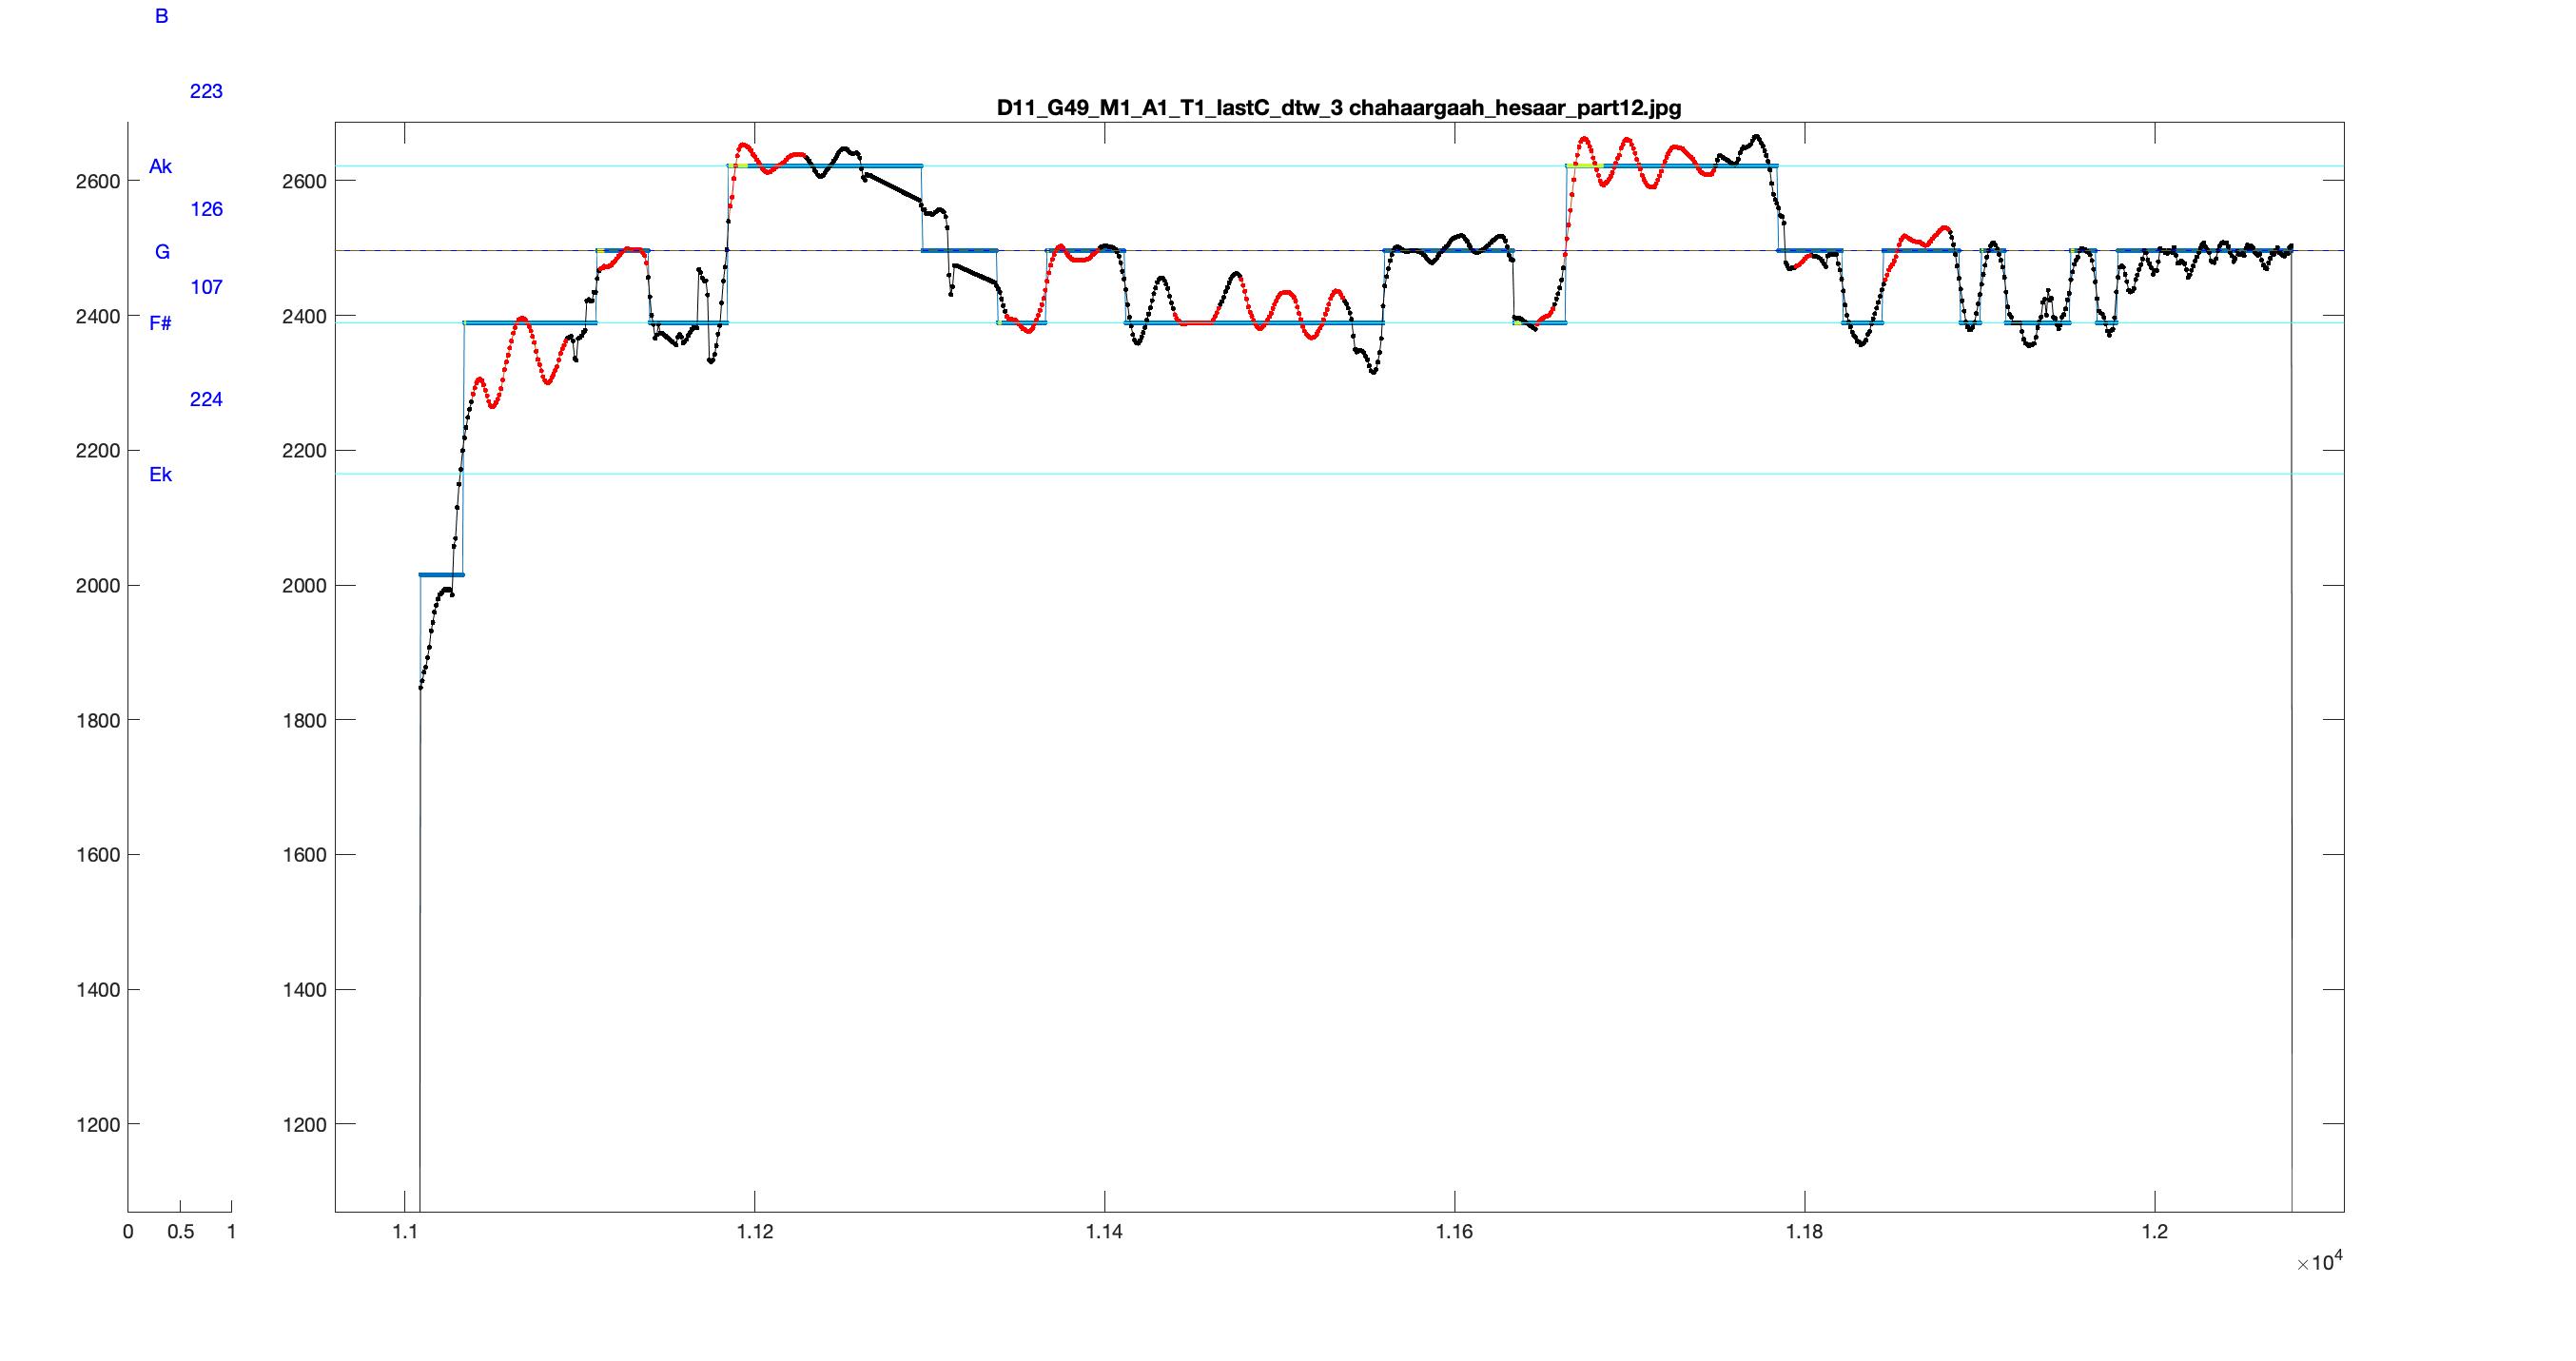 B
223
D11_G49_M1_A1_T1_lastC_dtw_3 chahaargaah_hesaar_part12.jpg
Ak
2600 2600
126
G
107
F#
2400 2400
224
Ek
2200 2200
2000 2000
1800 1800
1600 1600
1400 1400
1200 1200
0 0.5 1 1.1 1.12 1.14 1.16 1.18 1.2
×10⁴